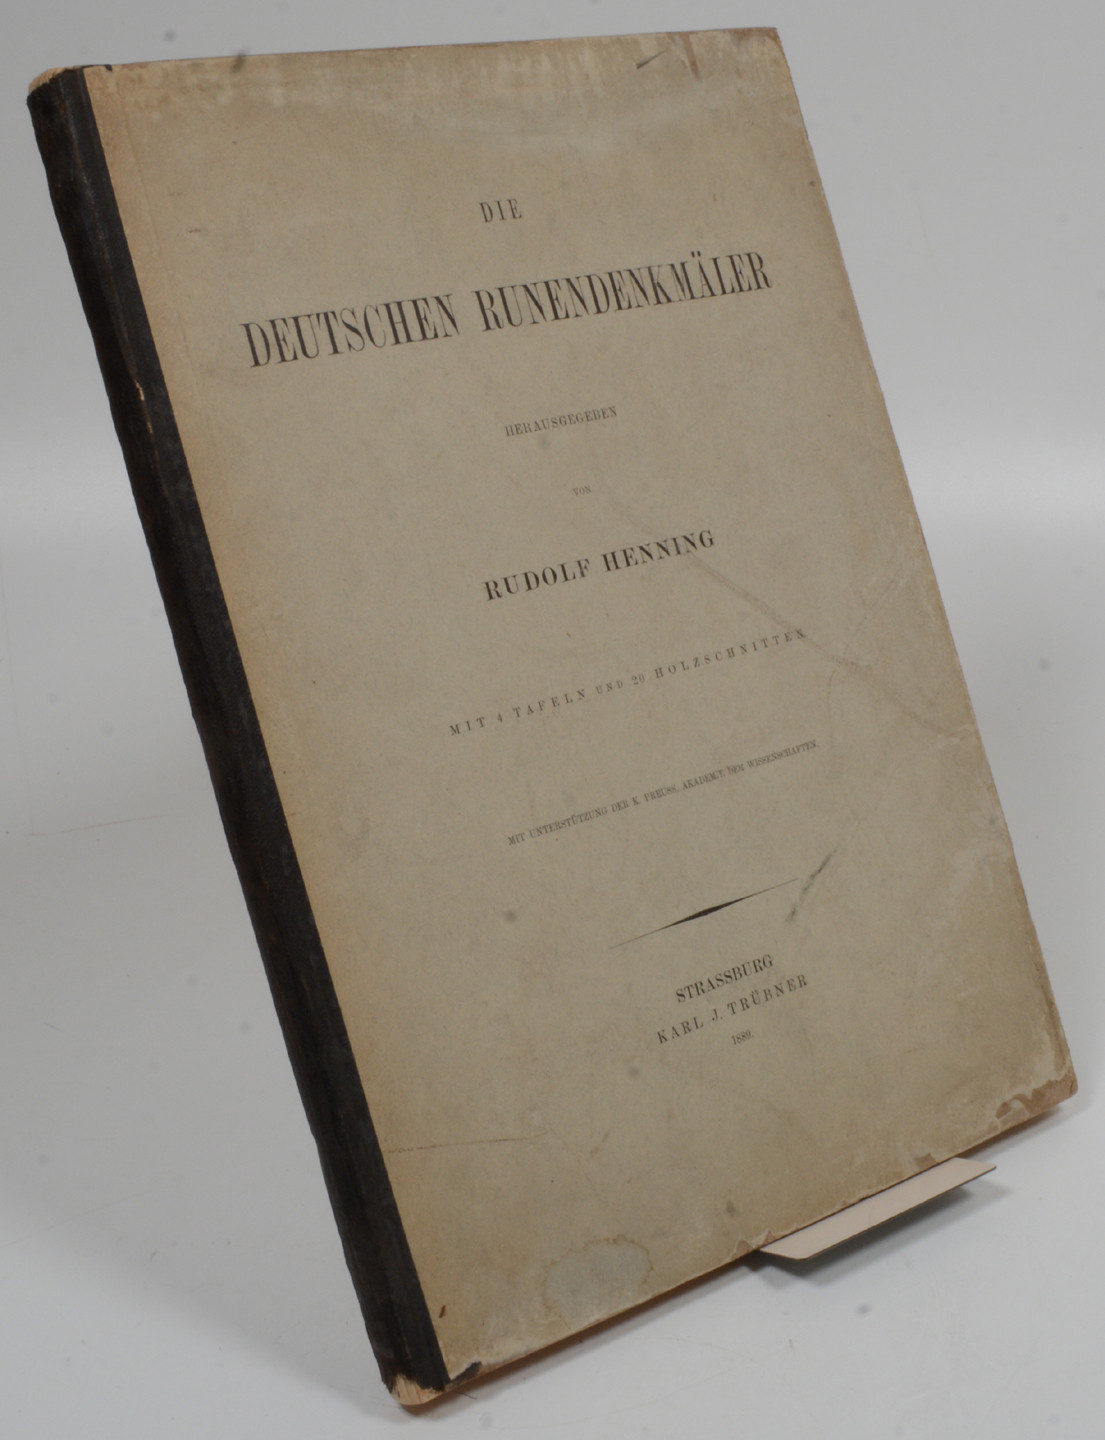 DIE
DEUTSCHEN RUNENDENKMÄLER
HERAUSGEGEBEN
VON
RUDOLF HENNING
MIT 4 TAFELN UND 20 HOLZSCHNITTEN
MIT UNTERSTÜTZUNG DER K. PREUSS. AKADEMIE DER WISSENSCHAFTEN.
STRASSBURG
KARL J. TRÜBNER
1889.